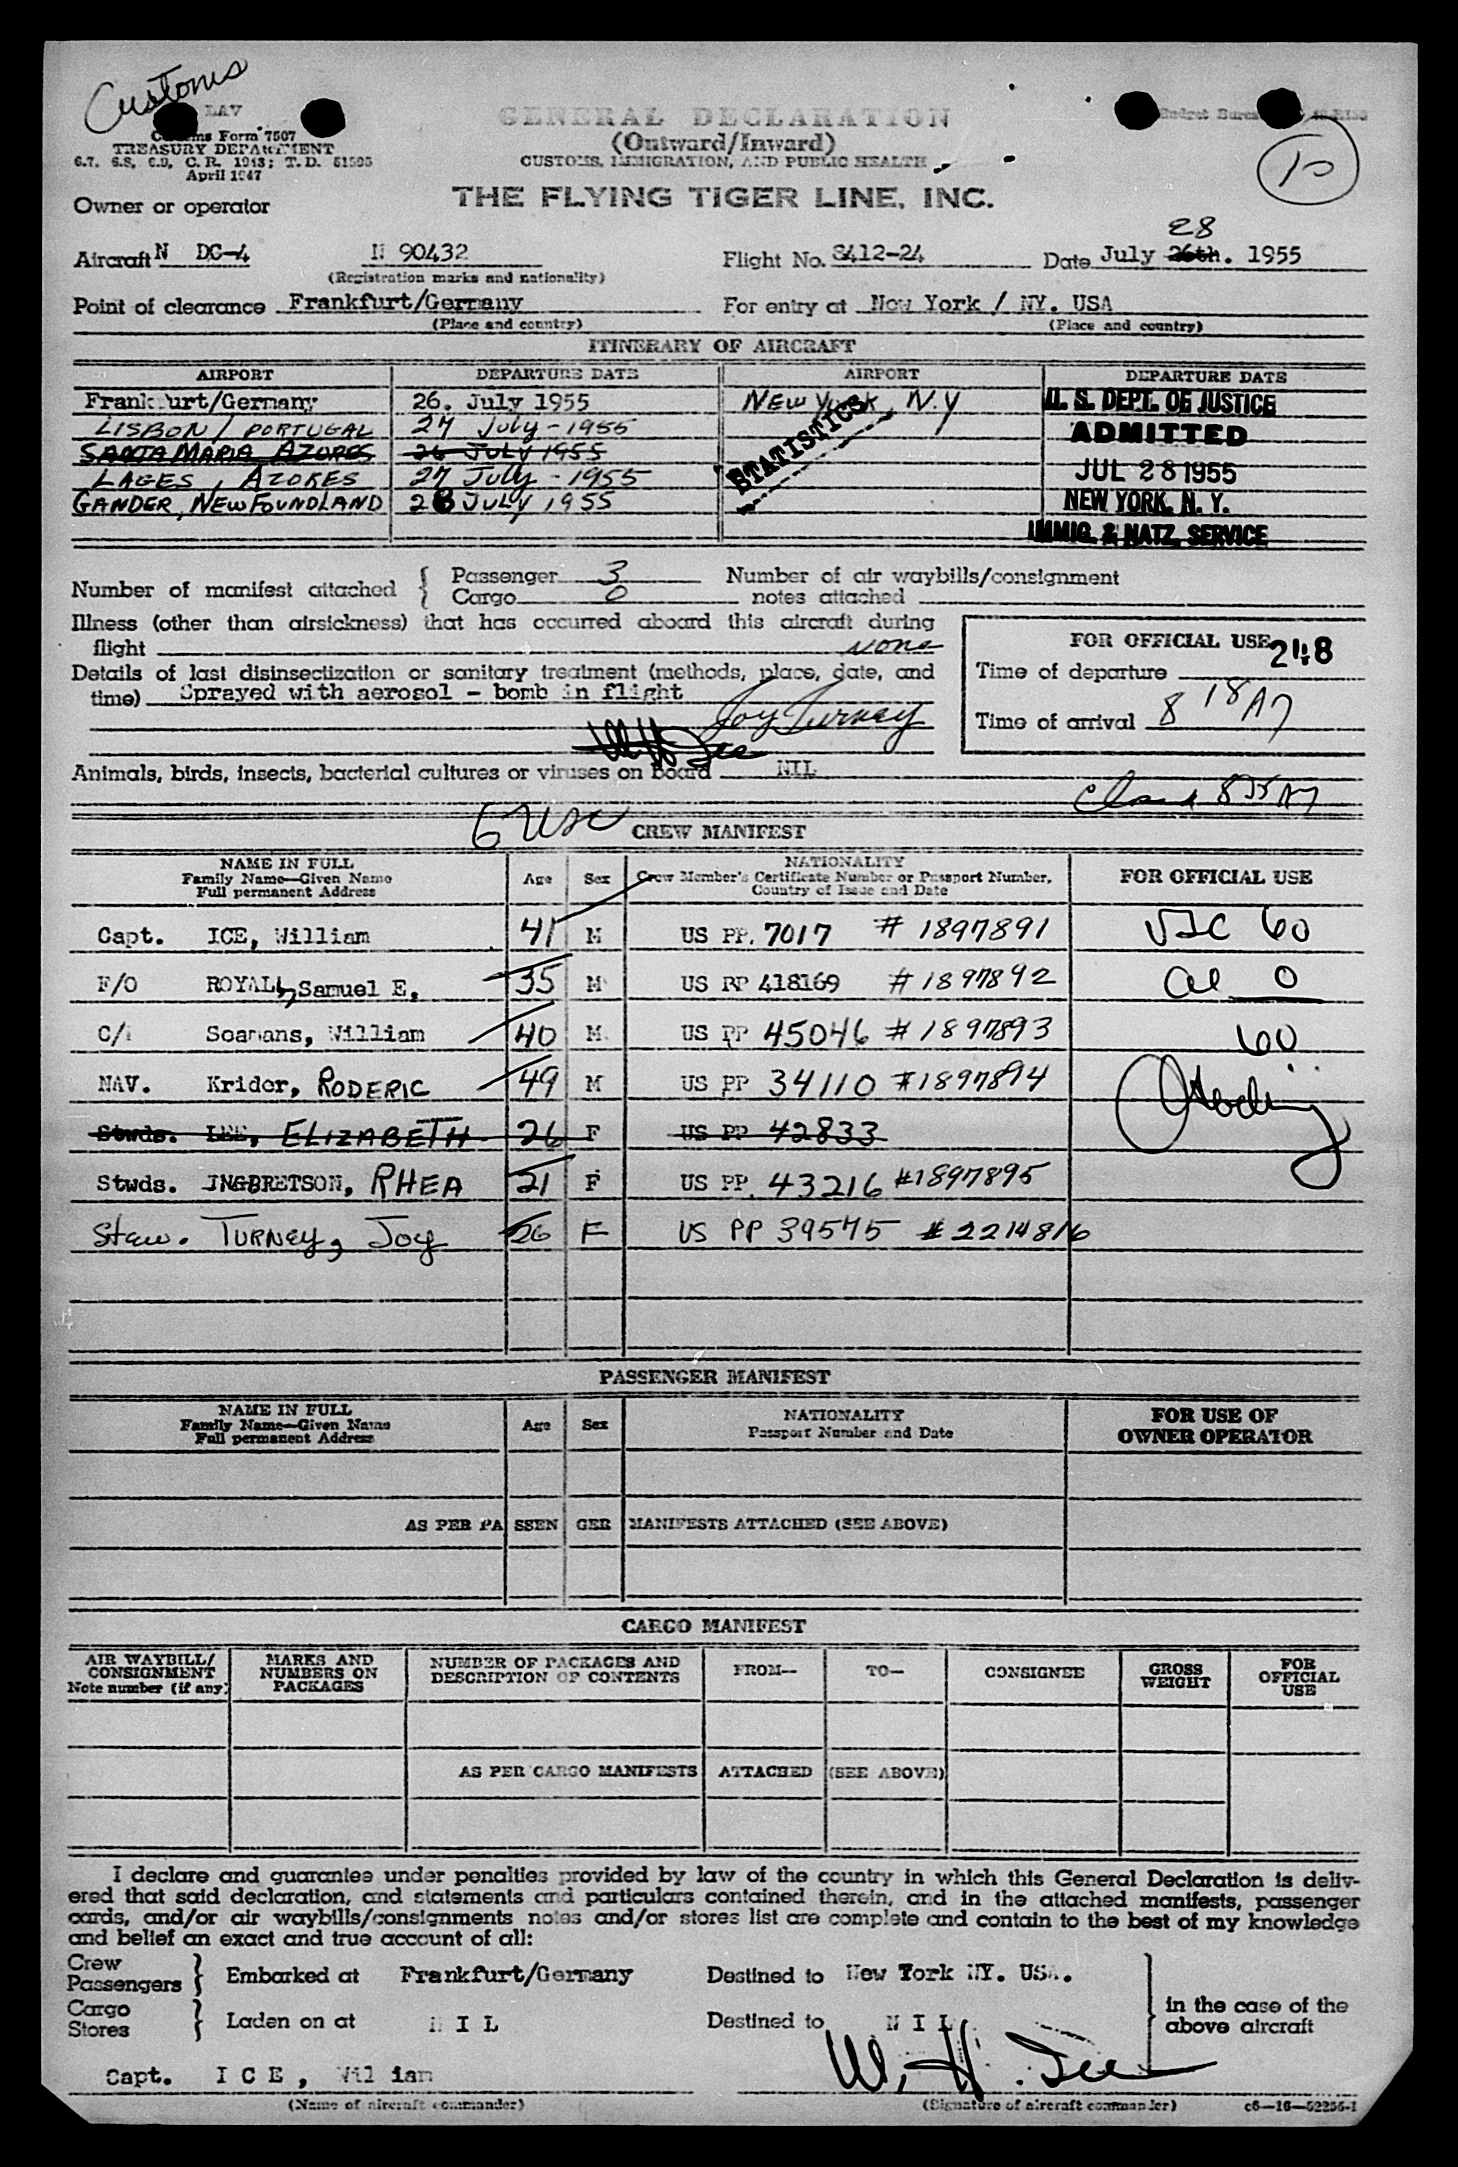 Customs
LAV
Customs Form 7507
TREASURY DEPARTMENT
6.7, 6.8, 6.9, C.R. 1943; T.D. 51595
April 1947
GENERAL DECLARATION
(Outward/Inward)
CUSTOMS, IMMIGRATION, AND PUBLIC HEALTH
10
THE FLYING TIGER LINE, INC.
Owner or operator
28
Aircraft N DC-4 N 90432 Flight No. 8412-24 Date July 26th. 1955
(Registration marks and nationality)
Point of clearance Frankfurt/Germany For entry at New York / NY. USA
(Place and country) (Place and country)
ITINERARY OF AIRCRAFT
AIRPORT DEPARTURE DATE AIRPORT DEPARTURE DATE
Frankfurt/Germany 26. July 1955 NEW YORK, N.Y U. S. DEPT. OF JUSTICE
LISBON / PORTUGAL 27 July - 1955 STATISTICS ADMITTED
SANTA MARIA AZORES 26 JULY 1955
LAGES, AZORES 27 July - 1955 JUL 28 1955
GANDER, NEWFOUNDLAND 28 JULY 1955 NEW YORK, N. Y.
IMMIG. & NATZ. SERVICE
Number of manifest attached { Passenger 3 Number of air waybills/consignment
Cargo 0 notes attached
Illness (other than airsickness) that has occurred aboard this aircraft during
flight none
FOR OFFICIAL USE 248
Details of last disinsectization or sanitary treatment (methods, place, date, and
time) Sprayed with aerosol - bomb in flight
Time of departure
Joy Turney
Time of arrival 8 18 AM
Animals, birds, insects, bacterial cultures or viruses on board NIL
8 35 AM
6 USC
CREW MANIFEST
NAME IN FULL
Family Name—Given Name
Full permanent Address
Age Sex
NATIONALITY
Crew Member's Certificate Number or Passport Number,
Country of Issue and Date
FOR OFFICIAL USE
Capt. ICE, William 41 M US PP. 7017 # 1897891 USC 60
F/O ROYALL, Samuel E. 35 M US PP 418169 # 1897892 al 0
C/ Seamans, William 40 M US PP 45046 # 1897893 60
NAV. Krider, RODERIC 49 M US PP 34110 #1897894
Stwds. LEE, ELIZABETH 26 F US PP 42833
Stwds. INGBRETSON, RHEA 21 F US PP. 43216 #1897895
Stew. TURNEY, Joy 26 F US PP 39575 # 2214816
PASSENGER MANIFEST
NAME IN FULL
Family Name—Given Name
Full permanent Address
Age Sex
NATIONALITY
Passport Number and Date
FOR USE OF
OWNER OPERATOR
AS PER PASSENGER MANIFESTS ATTACHED (SEE ABOVE)
CARGO MANIFEST
AIR WAYBILL/
CONSIGNMENT
Note number (if any)
MARKS AND
NUMBERS ON
PACKAGES
NUMBER OF PACKAGES AND
DESCRIPTION OF CONTENTS
FROM— TO— CONSIGNEE
GROSS
WEIGHT
FOR
OFFICIAL
USE
AS PER CARGO MANIFESTS ATTACHED (SEE ABOVE)
I declare and guarantee under penalties provided by law of the country in which this General Declaration is deliv-
ered that said declaration, and statements and particulars contained therein, and in the attached manifests, passenger
cards, and/or air waybills/consignments notes and/or stores list are complete and contain to the best of my knowledge
and belief an exact and true account of all:
Crew
Passengers } Embarked at Frankfurt/Germany Destined to New York NY. USA.
Cargo
Stores } Laden on at N I L Destined to N I L
in the case of the
above aircraft
Capt. I C E , William W. H. Ice
(Name of aircraft commander) (Signature of aircraft commander) c6—16—52256-1